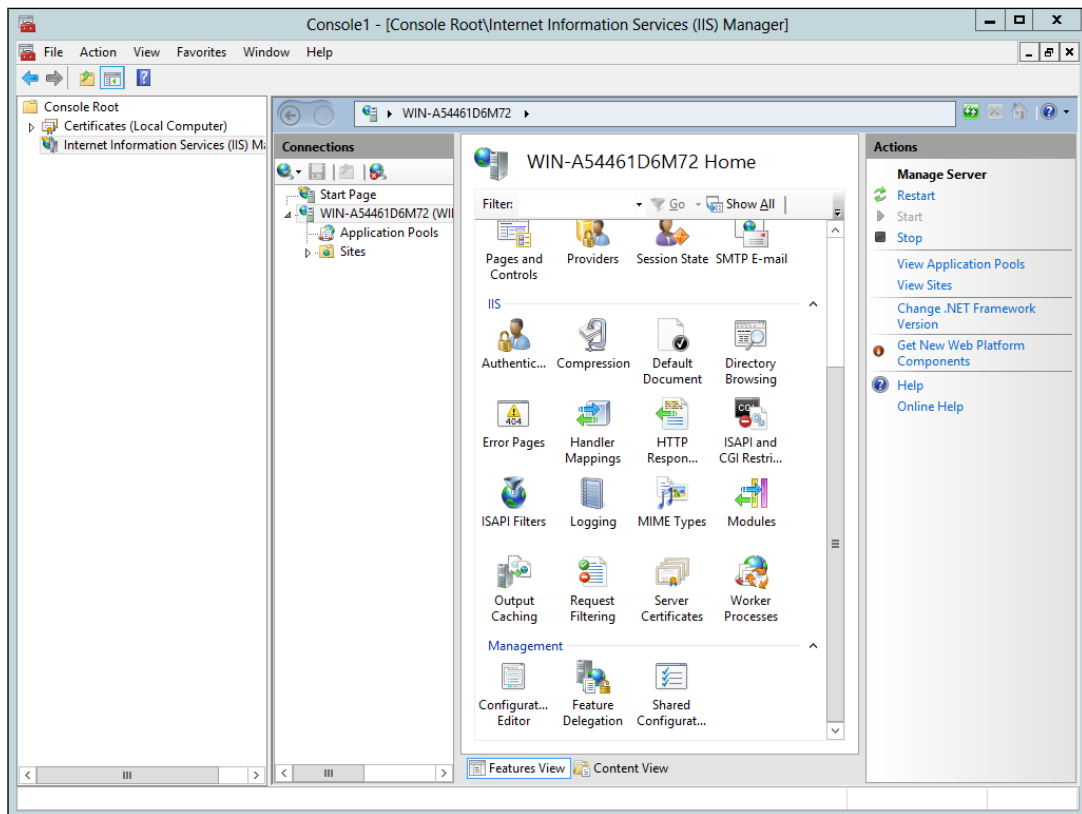 Console1 - [Console Root\Internet Information Services (IIS) Manager]
File Action View Favorites Window Help
Console Root
Certificates (Local Computer)
Internet Information Services (IIS) Ma
WIN-A54461D6M72
Connections
Start Page
WIN-A54461D6M72 (WI
Application Pools
Sites
WIN-A54461D6M72 Home
Filter: Go Show All
Pages and Controls
Providers
Session State
SMTP E-mail
IIS
Authentic...
Compression
Default Document
Directory Browsing
Error Pages
Handler Mappings
HTTP Respon...
ISAPI and CGI Restri...
ISAPI Filters
Logging
MIME Types
Modules
Output Caching
Request Filtering
Server Certificates
Worker Processes
Management
Configurat... Editor
Feature Delegation
Shared Configurat...
Features View
Content View
Actions
Manage Server
Restart
Start
Stop
View Application Pools
View Sites
Change .NET Framework
Version
Get New Web Platform
Components
Help
Online Help